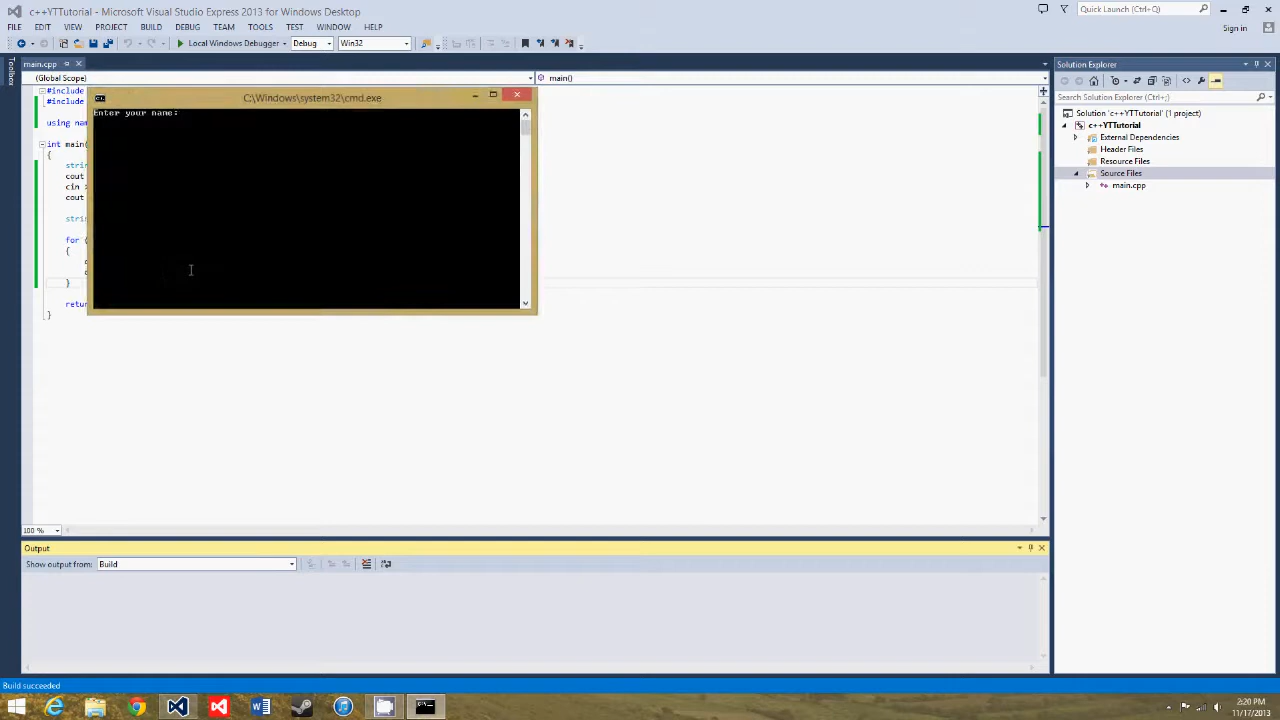 c++YTTutorial - Microsoft Visual Studio Express 2013 for Windows Desktop
Quick Launch (Ctrl+Q)
FILE EDIT VIEW PROJECT BUILD DEBUG TEAM TOOLS TEST WINDOW HELP
Sign in
Local Windows Debugger Debug Win32
Toolbox
main.cpp
Solution Explorer
(Global Scope)
main()
#include
#include
using
int main(
{
cout
cin >
cout
for (
{
}
}
C:\Windows\system32\cmd.exe
Enter your name:
Search Solution Explorer (Ctrl+;)
Solution 'c++YTTutorial' (1 project)
c++YTTutorial
External Dependencies
Header Files
Resource Files
Source Files
main.cpp
100 %
Output
Show output from: Build
Build succeeded
2:20 PM
11/17/2013